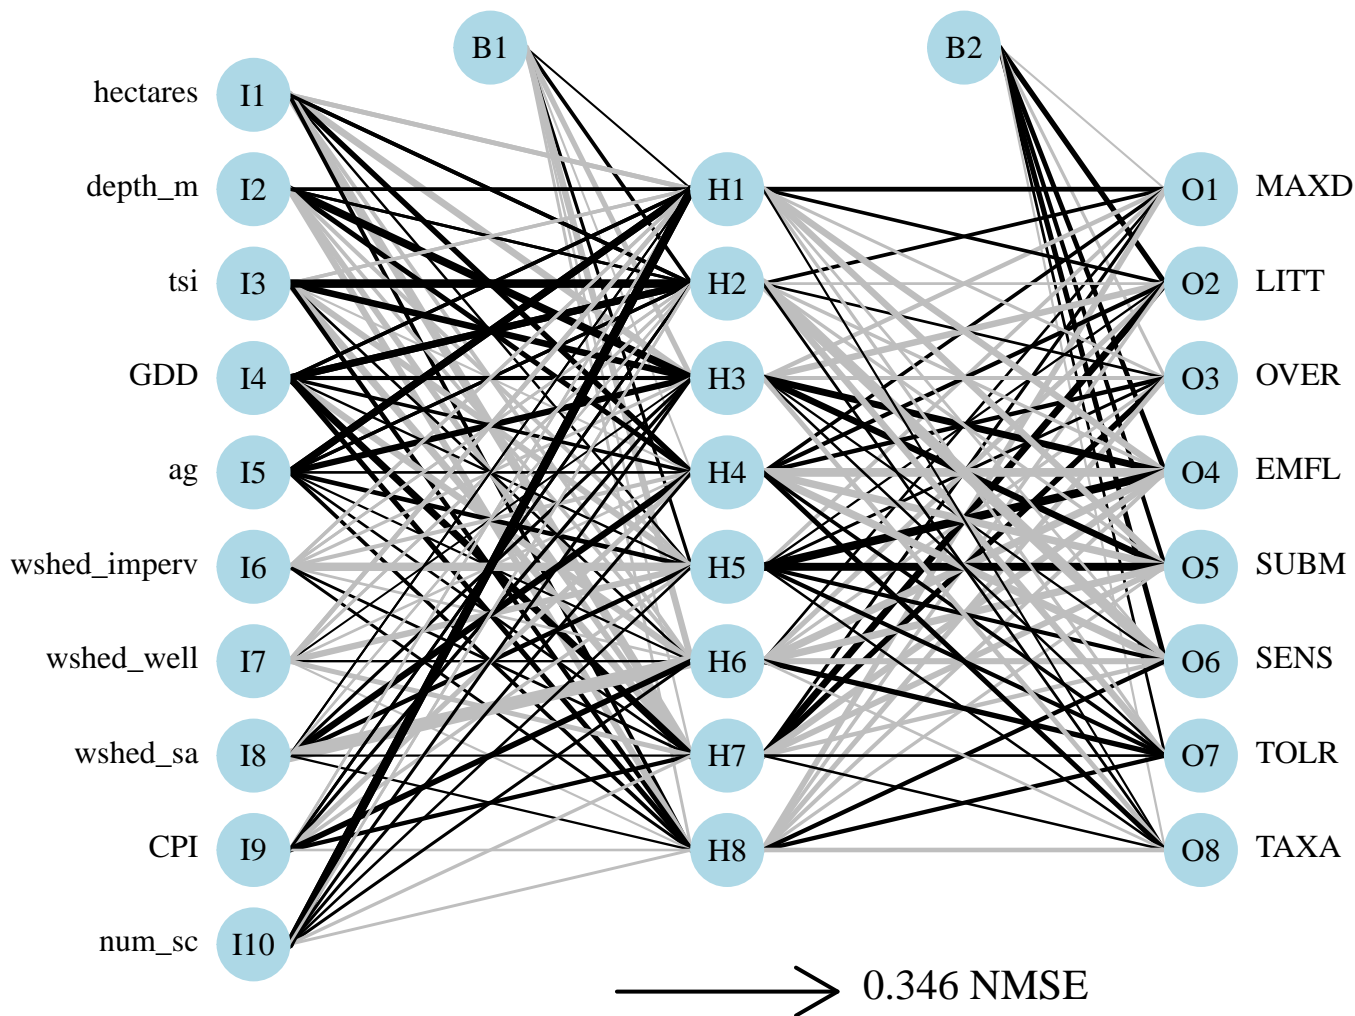 B1 B2
hectares I1
depth_m I2 H1 O1 MAXD
tsi I3 H2 O2 LITT
GDD I4 H3 O3 OVER
ag I5 H4 O4 EMFL
wshed_imperv I6 H5 O5 SUBM
wshed_well I7 H6 O6 SENS
wshed_sa I8 H7 O7 TOLR
CPI I9 H8 O8 TAXA
num_sc I10
0.346 NMSE